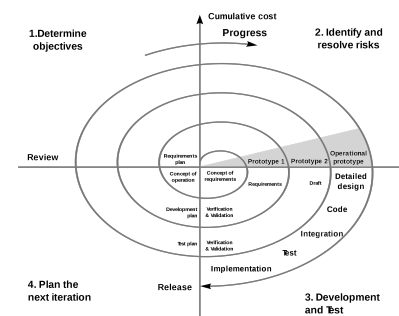 Cumulative cost
Progress
1.Determine
objectives
2. Identify and
resolve risks
Review
Requirements
plan
Concept of
operation
Concept of
requirements
Prototype 1
Prototype 2
Operational
prototype
Requirements
Draft
Detailed
design
Development
plan
Verification
& Validation
Code
Integration
Test plan
Verification
& Validation
Test
Implementation
Release
4. Plan the
next iteration
3. Development
and Test